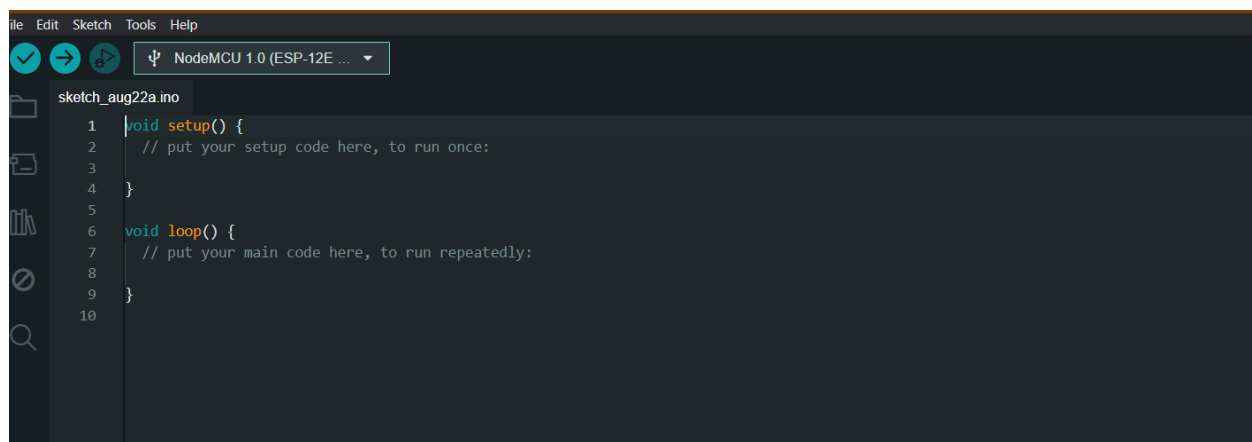 ile Edit Sketch Tools Help
NodeMCU 1.0 (ESP-12E ...
sketch_aug22a.ino
1 void setup() {
2 // put your setup code here, to run once:
3
4 }
5
6 void loop() {
7 // put your main code here, to run repeatedly:
8
9 }
10